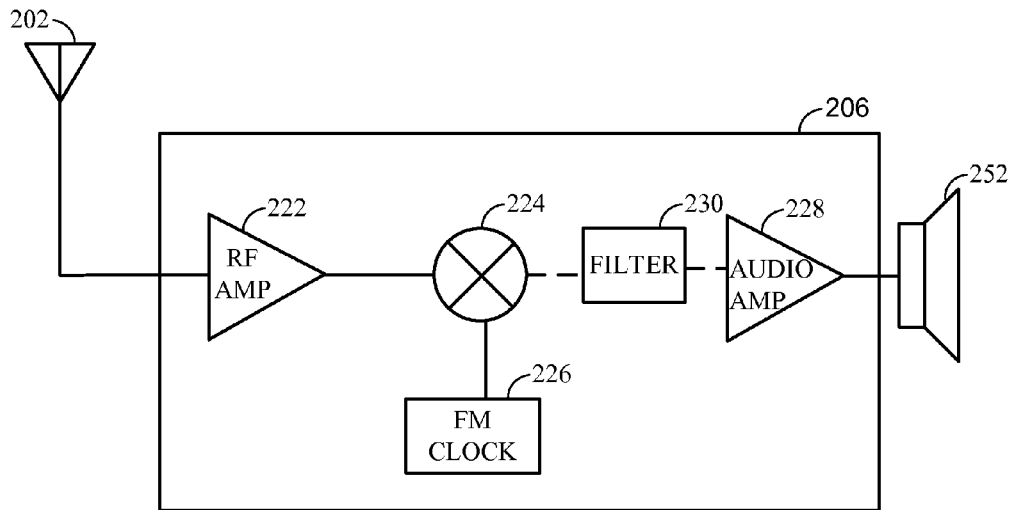 202
206
252
222
224
230
228
RF
AMP
FILTER
AUDIO
AMP
226
FM
CLOCK